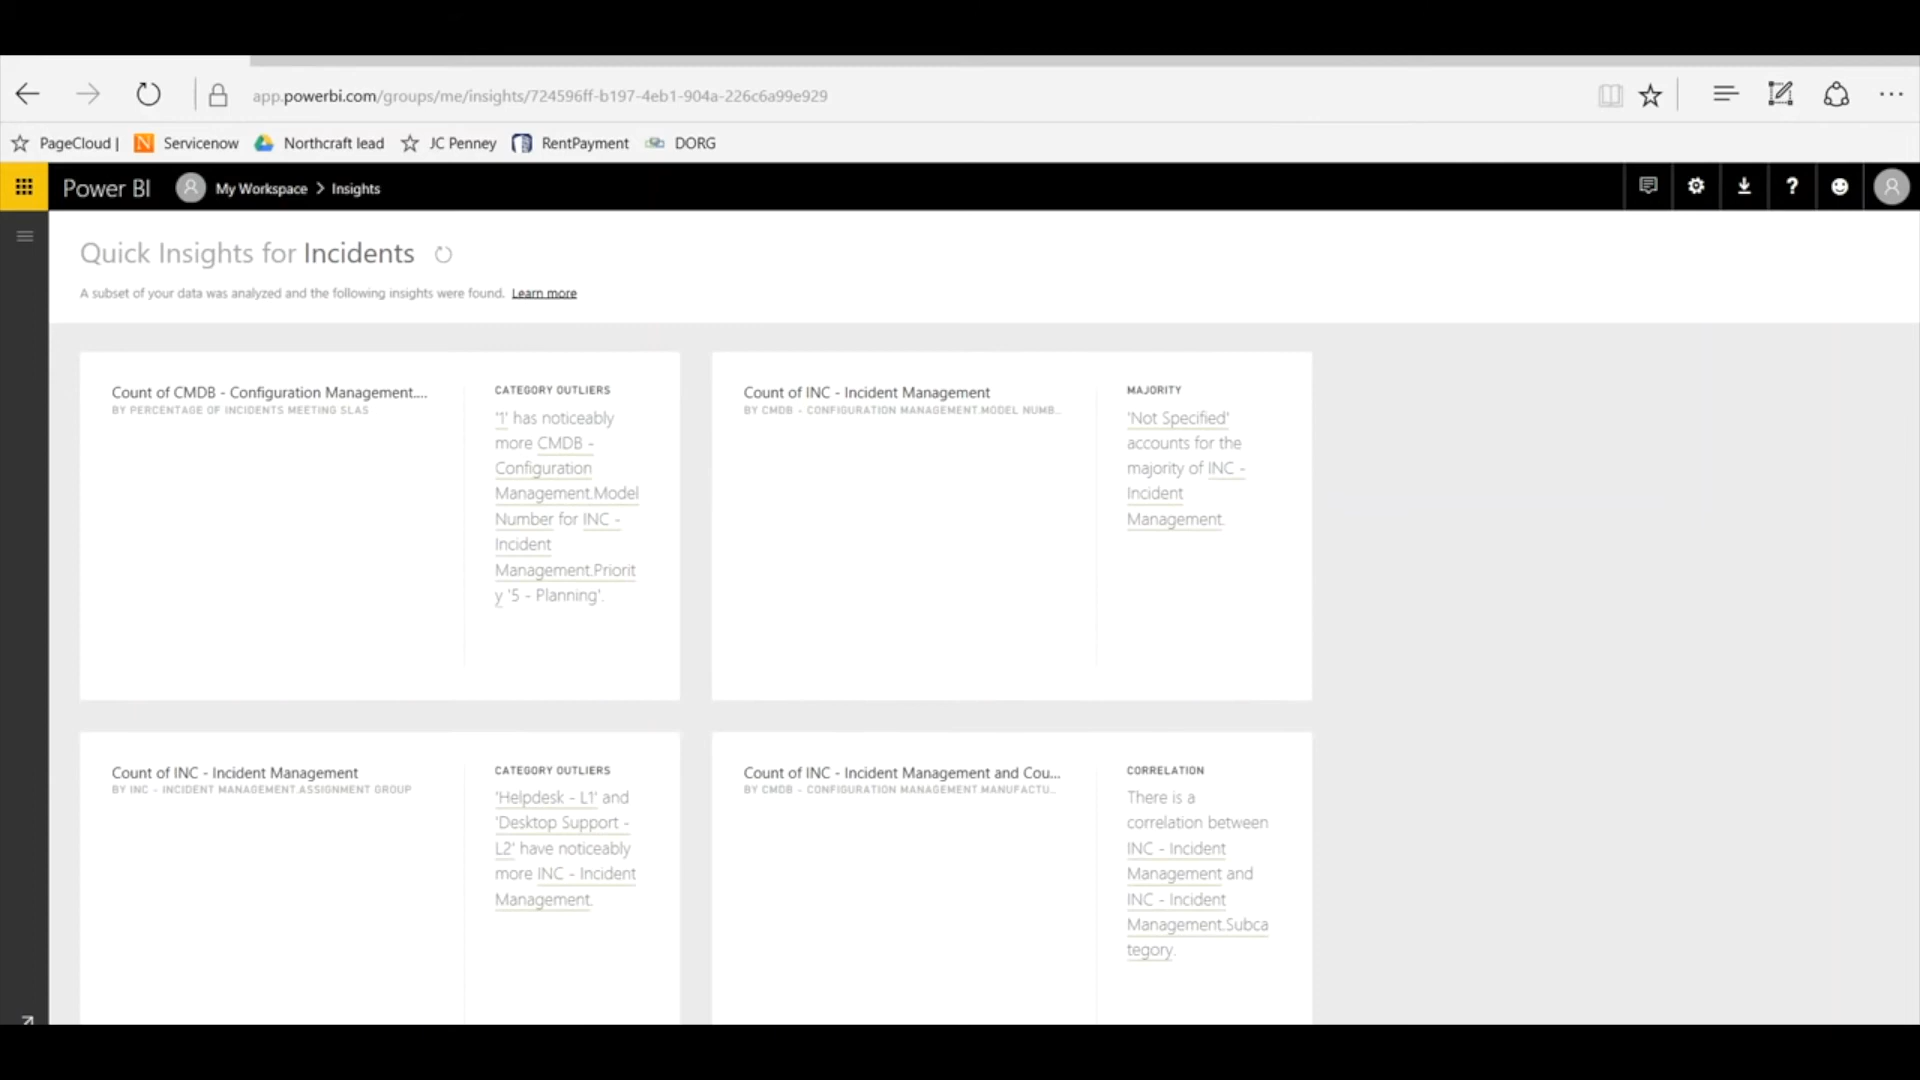 app.powerbi.com/groups/me/insights/724596ff-b197-4eb1-904a-226c6a99e929
PageCloud |
Servicenow
Northcraft lead
JC Penney
RentPayment
DORG
Power BI
My Workspace > Insights
Quick Insights for Incidents
A subset of your data was analyzed and the following insights were found. Learn more
Count of CMDB - Configuration Management....
BY PERCENTAGE OF INCIDENTS MEETING SLAS
CATEGORY OUTLIERS
'1' has noticeably
more CMDB -
Configuration
Management.Model
Number for INC -
Incident
Management.Priorit
y '5 - Planning'.
Count of INC - Incident Management
BY CMDB - CONFIGURATION MANAGEMENT.MODEL NUMB...
MAJORITY
'Not Specified'
accounts for the
majority of INC -
Incident
Management.
Count of INC - Incident Management
BY INC - INCIDENT MANAGEMENT.ASSIGNMENT GROUP
CATEGORY OUTLIERS
'Helpdesk - L1' and
'Desktop Support -
L2' have noticeably
more INC - Incident
Management.
Count of INC - Incident Management and Cou...
BY CMDB - CONFIGURATION MANAGEMENT MANUFACTU...
CORRELATION
There is a
correlation between
INC - Incident
Management and
INC - Incident
Management.Subca
tegory.